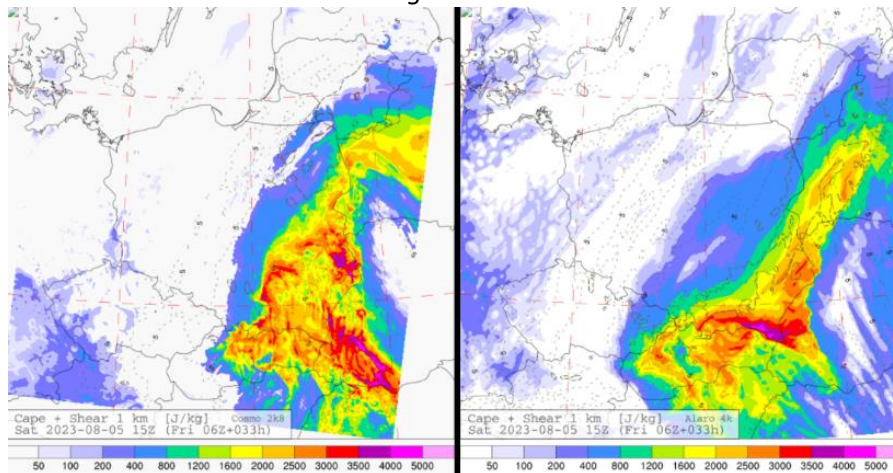 Cape + Shear 1 km [J/kg] Cosmo 2k8
Sat 2023-08-05 15Z (Fri 06Z+033h)
50 100 200 400 800 1200 1600 2000 2500 3000 3500 4000 5000
Cape + Shear 1 km [J/kg] Alaro 4k
Sat 2023-08-05 15Z (Fri 06Z+033h)
50 100 200 400 800 1200 1600 2000 2500 3000 3500 4000